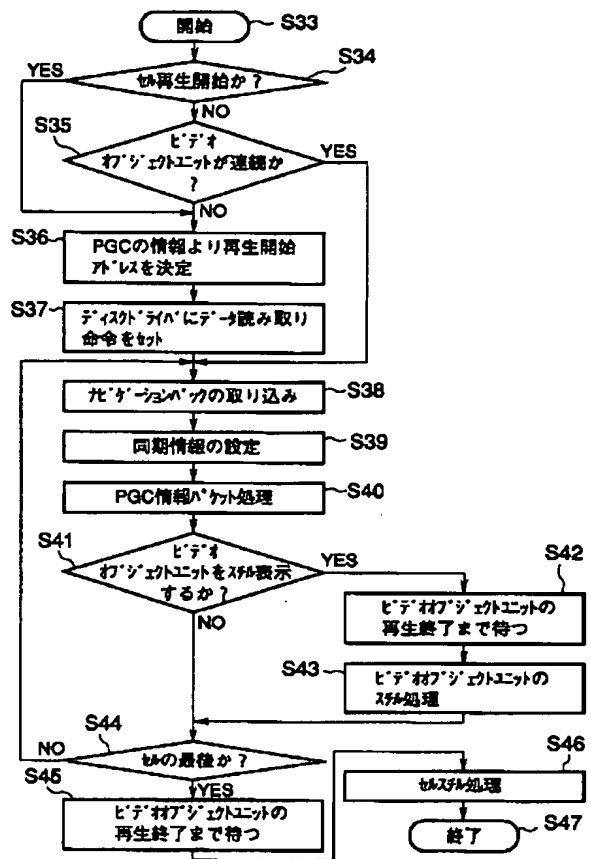 開始
S33
YES
セル再生開始か?
S34
NO
S35
ビデオ
オブジェクトユニットが連続か
?
YES
NO
S36
PGCの情報より再生開始
アドレスを決定
S37
ディスクドライバにデータ読み取り
命令をセット
ナビゲーションパックの取り込み
S38
同期情報の設定
S39
PGC情報パケット処理
S40
S41
ビデオ
オブジェクトユニットをスチル表示
するか?
YES
NO
S42
ビデオオブジェクトユニットの
再生終了まで待つ
S43
ビデオオブジェクトユニットの
スチル処理
S44
NO
セルの最後か?
YES
S45
ビデオオブジェクトユニットの
再生終了まで待つ
S46
セルスチル処理
S47
終了